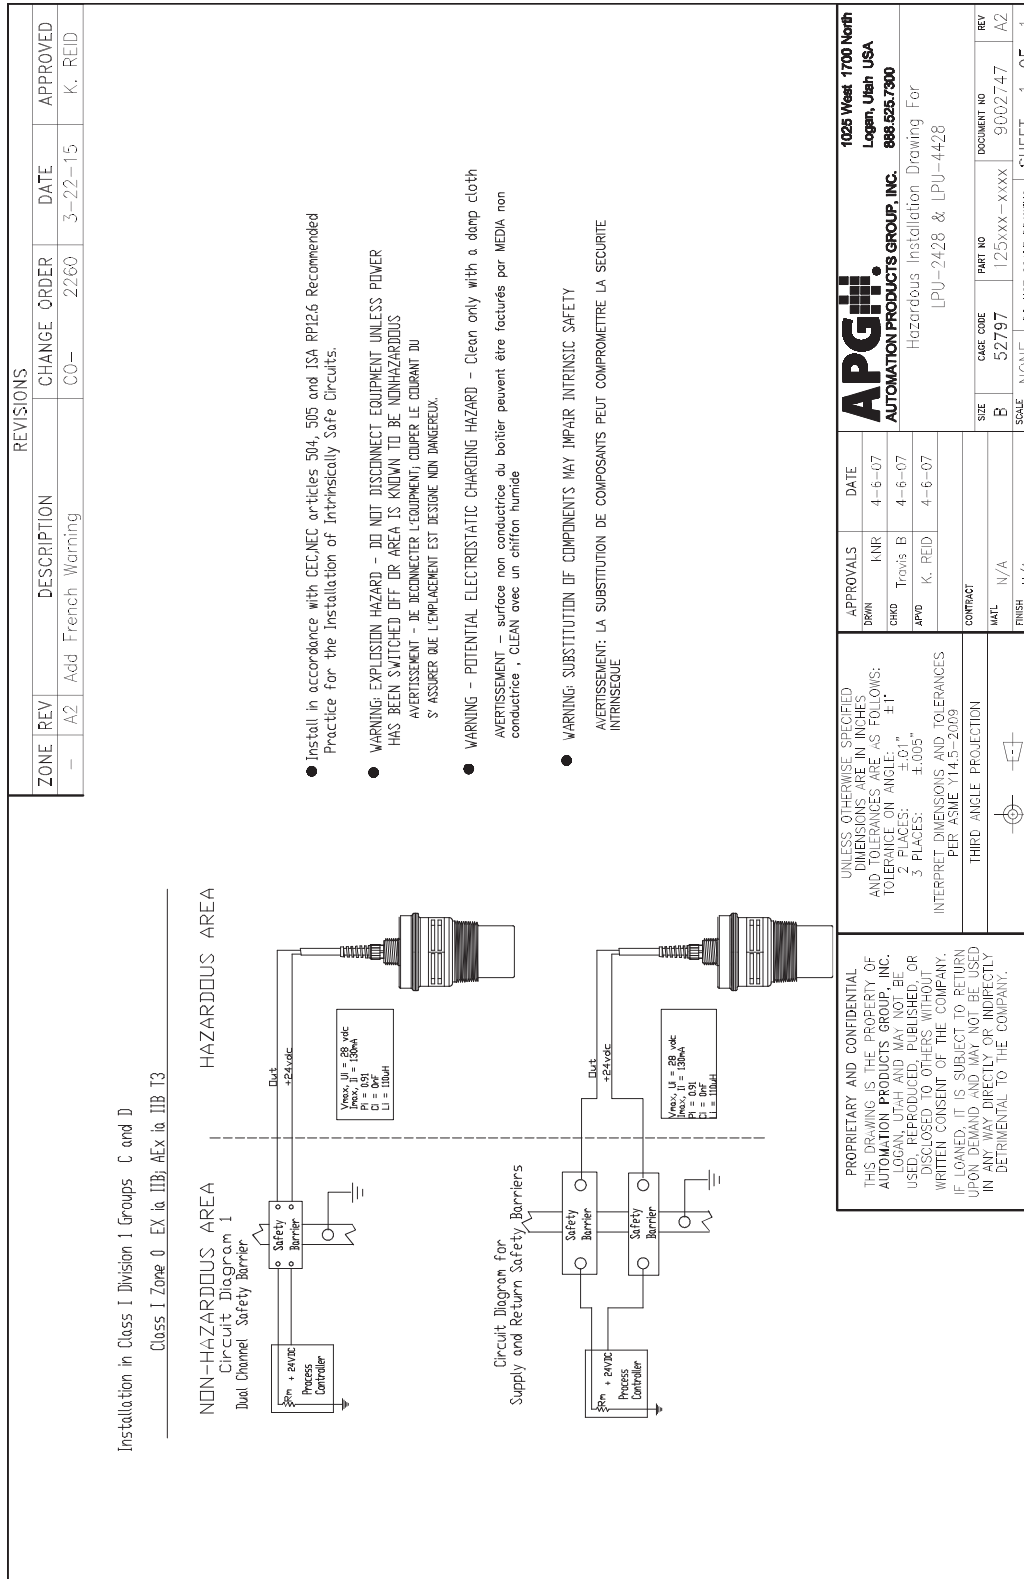 REVISIONS
ZONE REV DESCRIPTION CHANGE ORDER DATE APPROVED
- A2 Add French Warning CO- 2260 3-22-15 K. REID
Installation in Class I Division 1 Groups C and D
Class I Zone 0 EX ia IIB; AEx ia IIB T3
NON-HAZARDOUS AREA
HAZARDOUS AREA
Circuit Diagram 1
Dual Channel Safety Barrier
Safety
Barrier
Out
+24vdc
Rm + 24VDC
Process
Controller
Vmax, Ui = 28 vdc
Imax, Ii = 130mA
Pi = 0.91
Ci = 0nF
Li = 110uH
Circuit Diagram for
Supply and Return Safety Barriers
Safety
Barrier
Safety
Barrier
Out
+24vdc
Rm + 24VDC
Process
Controller
Vmax, Ui = 28 vdc
Imax, Ii = 130mA
Pi = 0.91
Ci = 0nF
Li = 110uH
● Install in accordance with CEC,NEC articles 504, 505 and ISA RP12.6 Recommended
Practice for the Installation of Intrinsically Safe Circuits.
● WARNING: EXPLOSION HAZARD - DO NOT DISCONNECT EQUIPMENT UNLESS POWER
HAS BEEN SWITCHED OFF OR AREA IS KNOWN TO BE NONHAZARDOUS
AVERTISSEMENT - DE DECONNECTER L'EQUIPMENT; COUPER LE COURANT DU
S' ASSURER QUE L'EMPLACEMENT EST DESIGNE NON DANGEREUX.
● WARNING - POTENTIAL ELECTROSTATIC CHARGING HAZARD - Clean only with a damp cloth
AVERTISSEMENT - surface non conductrice du boîtier peuvent être facturés par MEDIA non
conductrice , CLEAN avec un chiffon humide
● WARNING: SUBSTITUTION OF COMPONENTS MAY IMPAIR INTRINSIC SAFETY
AVERTISSEMENT: LA SUBSTITUTION DE COMPOSANTS PEUT COMPROMETTRE LA SECURITE
INTRINSEQUE
PROPRIETARY AND CONFIDENTIAL
THIS DRAWING IS THE PROPERTY OF
AUTOMATION PRODUCTS GROUP, INC.
LOGAN, UTAH AND MAY NOT BE
USED, REPRODUCED, PUBLISHED, OR
DISCLOSED TO OTHERS WITHOUT
WRITTEN CONSENT OF THE COMPANY.
IF LOANED, IT IS SUBJECT TO RETURN
UPON DEMAND AND MAY NOT BE USED
IN ANY WAY DIRECTLY OR INDIRECTLY
DETRIMENTAL TO THE COMPANY.
UNLESS OTHERWISE SPECIFIED
DIMENSIONS ARE IN INCHES
AND TOLERANCES ARE AS FOLLOWS:
TOLERANCE ON ANGLE: ±1°
2 PLACES: ±.01"
3 PLACES: ±.005"
INTERPRET DIMENSIONS AND TOLERANCES
PER ASME Y14.5-2009
THIRD ANGLE PROJECTION
APPROVALS DATE
DRWN KNR 4-6-07
CHKD Travis B 4-6-07
APVD K. REID 4-6-07
CONTRACT
MATL N/A
FINISH
APG
AUTOMATION PRODUCTS GROUP, INC.
1025 West 1700 North
Logan, Utah USA
888.525.7300
Hazardous Installation Drawing For
LPU-2428 & LPU-4428
SIZE B
CAGE CODE 52797
PART NO 125xxx-xxxx
DOCUMENT NO 9002747
REV A2
SCALE NONE
SHEET 1 OF 1